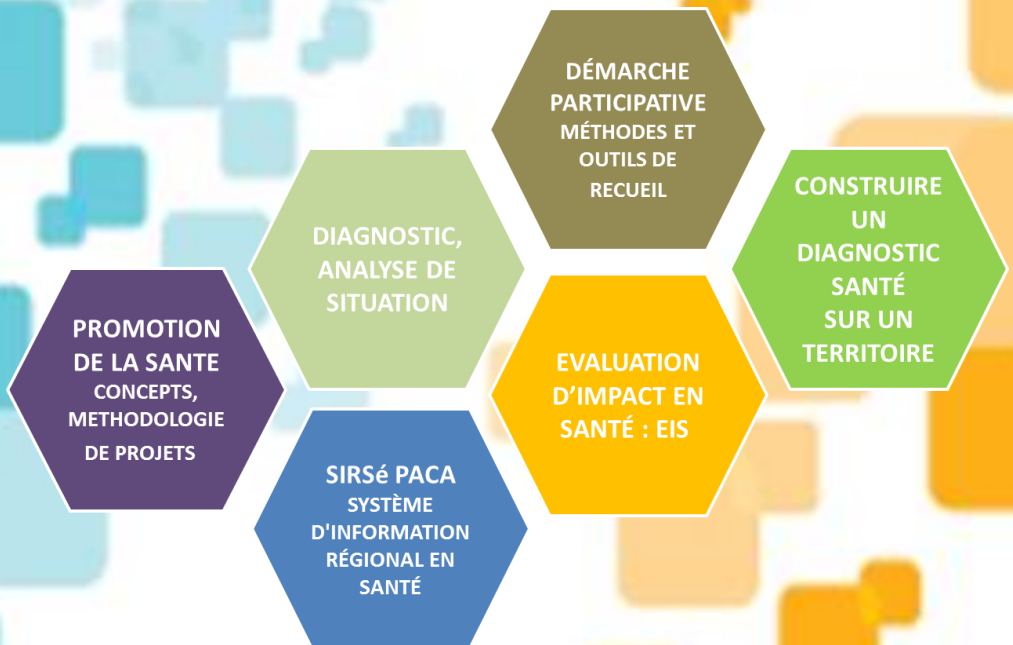 DÉMARCHE
PARTICIPATIVE
MÉTHODES ET
OUTILS DE
RECUEIL
CONSTRUIRE
UN
DIAGNOSTIC
SANTÉ
SUR UN
TERRITOIRE
DIAGNOSTIC,
ANALYSE DE
SITUATION
PROMOTION
DE LA SANTE
CONCEPTS,
METHODOLOGIE
DE PROJETS
EVALUATION
D’IMPACT EN
SANTÉ : EIS
SIRSé PACA
SYSTÈME
D'INFORMATION
RÉGIONAL EN
SANTÉ